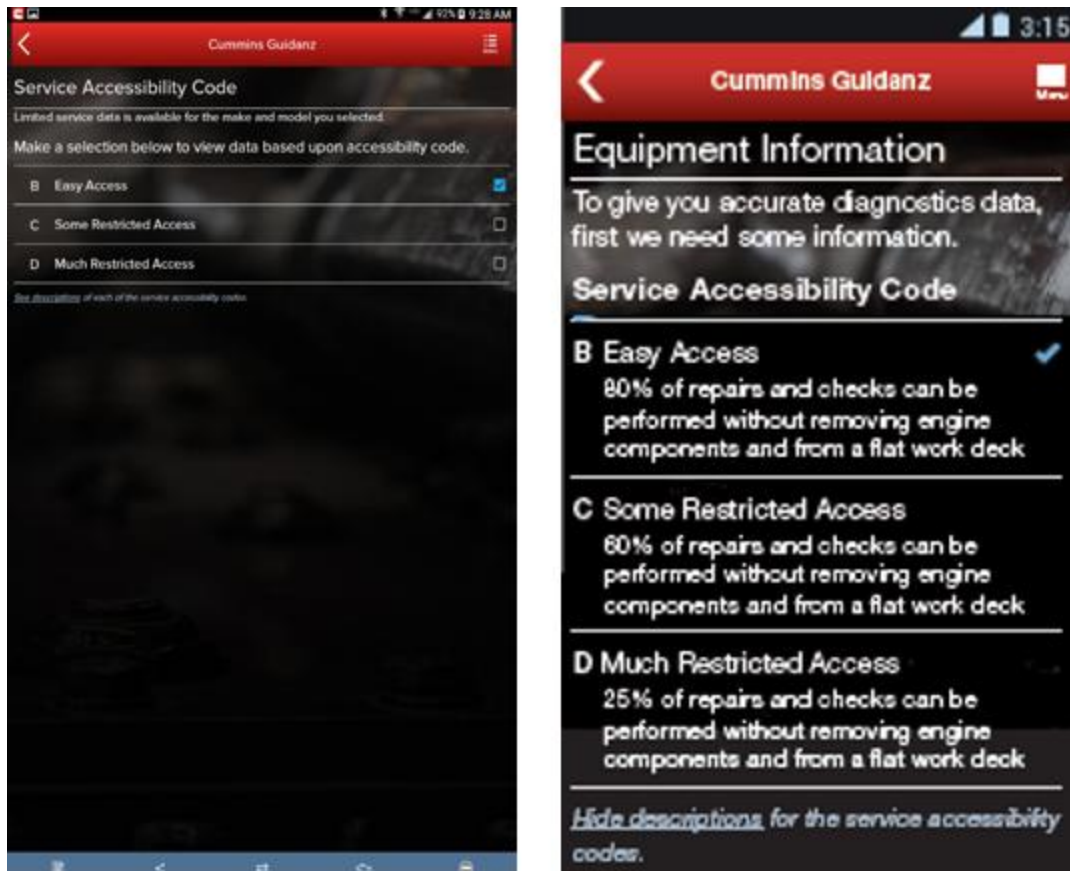 92% 9:28 AM
Cummins Guidanz
Service Accessibility Code
Limited service data is available for the make and model you selected.
Make a selection below to view data based upon accessibility code.
B Easy Access
C Some Restricted Access
D Much Restricted Access
See descriptions of each of the service accessibility codes.
3:15
Cummins Guidanz
Menu
Equipment Information
To give you accurate diagnostics data,
first we need some information.
Service Accessibility Code
B Easy Access
80% of repairs and checks can be
performed without removing engine
components and from a flat work deck
C Some Restricted Access
60% of repairs and checks can be
performed without removing engine
components and from a flat work deck
D Much Restricted Access
25% of repairs and checks can be
performed without removing engine
components and from a flat work deck
Hide descriptions for the service accessibility
codes.